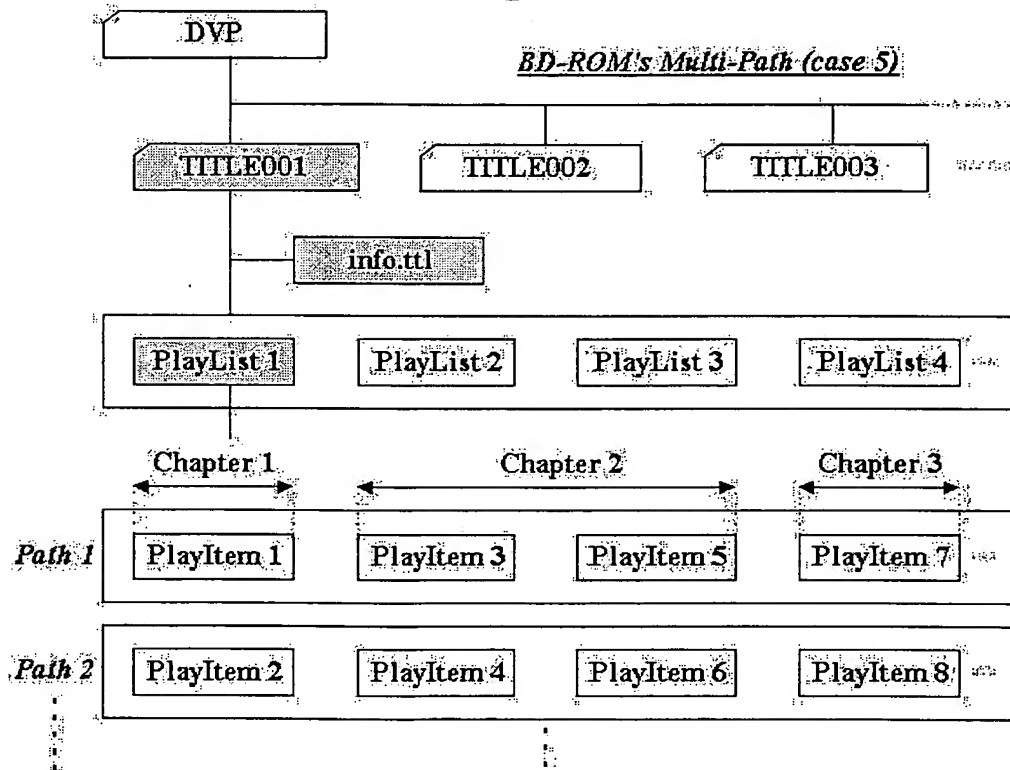 DVP
BD-ROM's Multi-Path (case 5)
TITLE001 TITLE002 TITLE003
info.ttl
PlayList 1 PlayList 2 PlayList 3 PlayList 4
Chapter 1 Chapter 2 Chapter 3
Path 1 PlayItem 1 PlayItem 3 PlayItem 5 PlayItem 7
Path 2 PlayItem 2 PlayItem 4 PlayItem 6 PlayItem 8